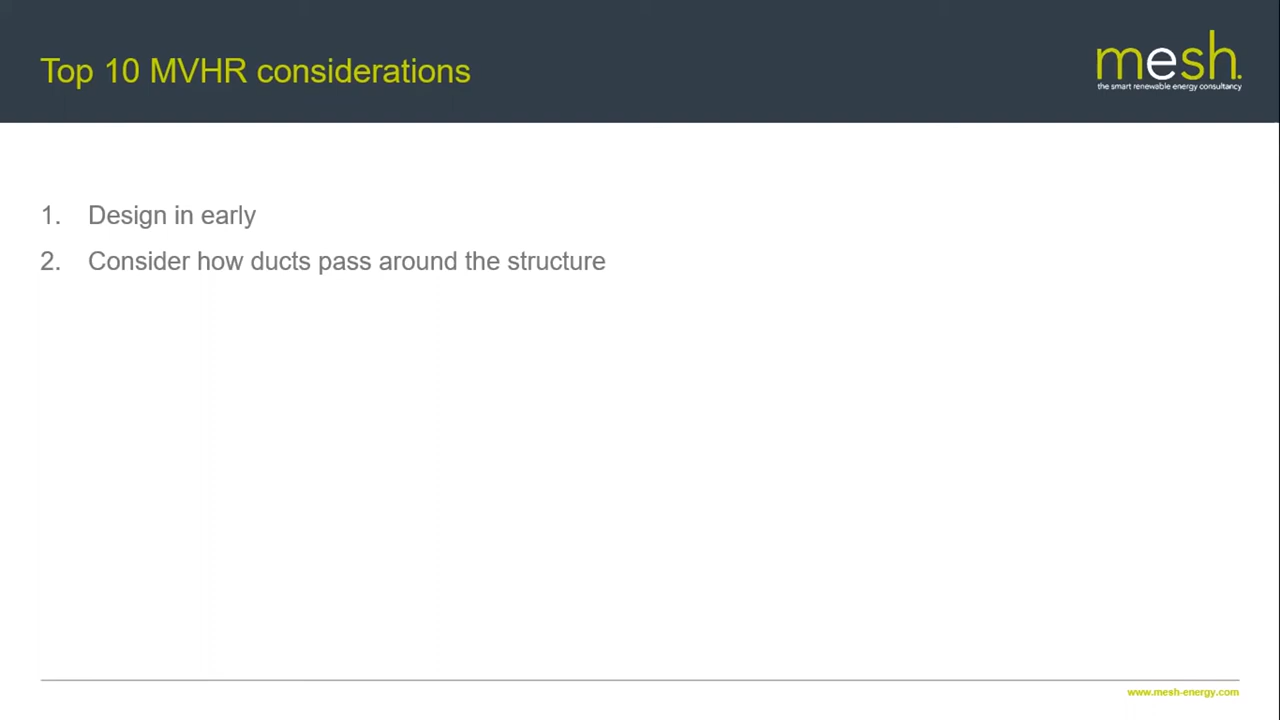 Top 10 MVHR considerations
mesh.
the smart renewable energy consultancy
1. Design in early
2. Consider how ducts pass around the structure
www.mesh-energy.com